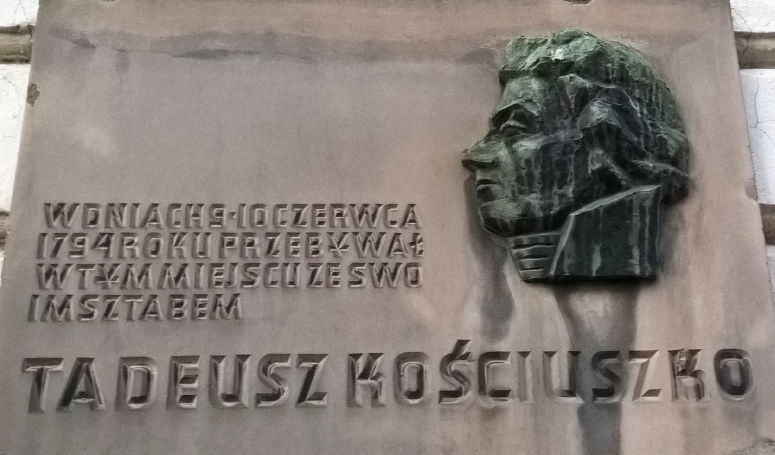 W DNIACH 9-10 CZERWCA
1794 ROKU PRZEBYWAŁ
W TYM MIEJSCU ZE SWO
IM SZTABEM
TADEUSZ KOŚCIUSZKO